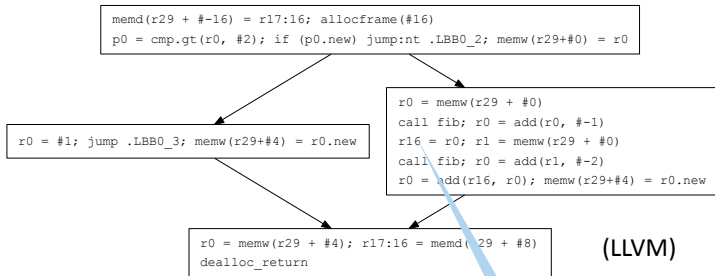 memd(r29 + #-16) = r17:16; allocframe(#16)
p0 = cmp.gt(r0, #2); if (p0.new) jump:nt .LBB0_2; memw(r29+#0) = r0
r0 = #1; jump .LBB0_3; memw(r29+#4) = r0.new
r0 = memw(r29 + #0)
call fib; r0 = add(r0, #-1)
r16 = r0; r1 = memw(r29 + #0)
call fib; r0 = add(r1, #-2)
r0 = add(r16, r0); memw(r29+#4) = r0.new
r0 = memw(r29 + #4); r17:16 = memd(r29 + #8)
dealloc_return
(LLVM)